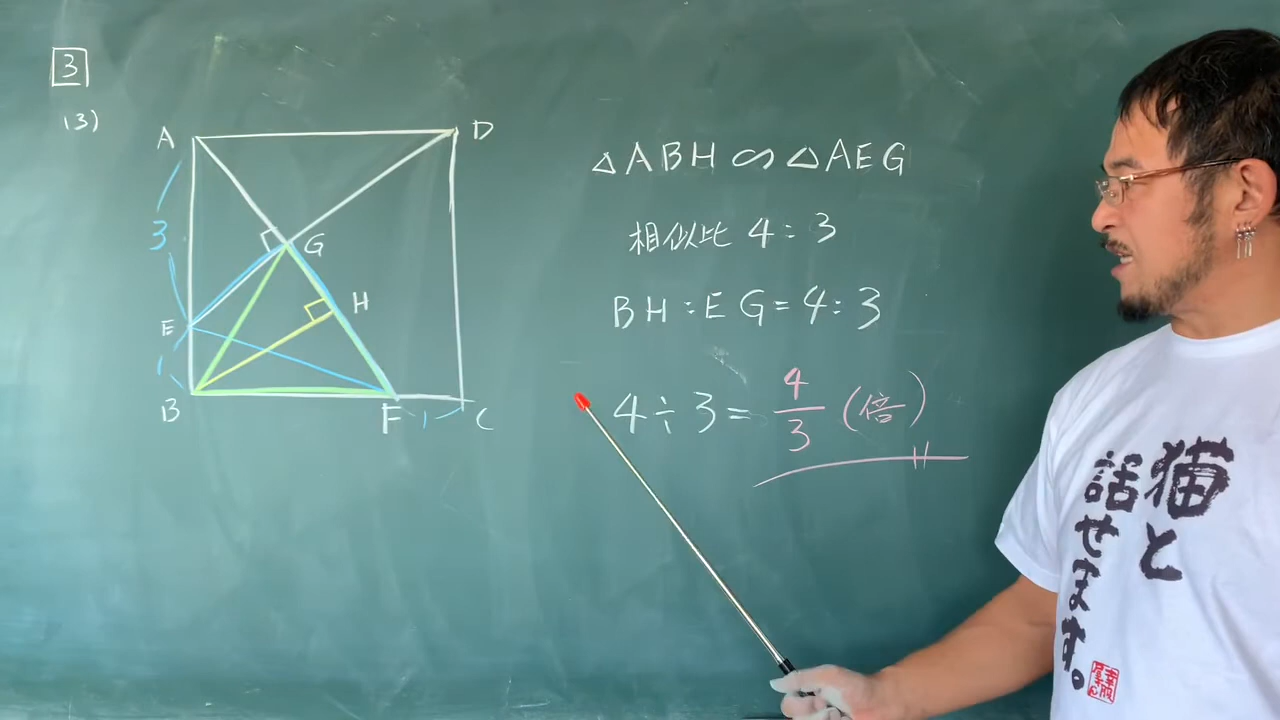 3
(3)
A
D
3
G
H
E
1
B
F
1
C
△ABH∽△AEG
相似比 4:3
BH:EG=4:3
4÷3=4/3(倍)
猫と
話せます。